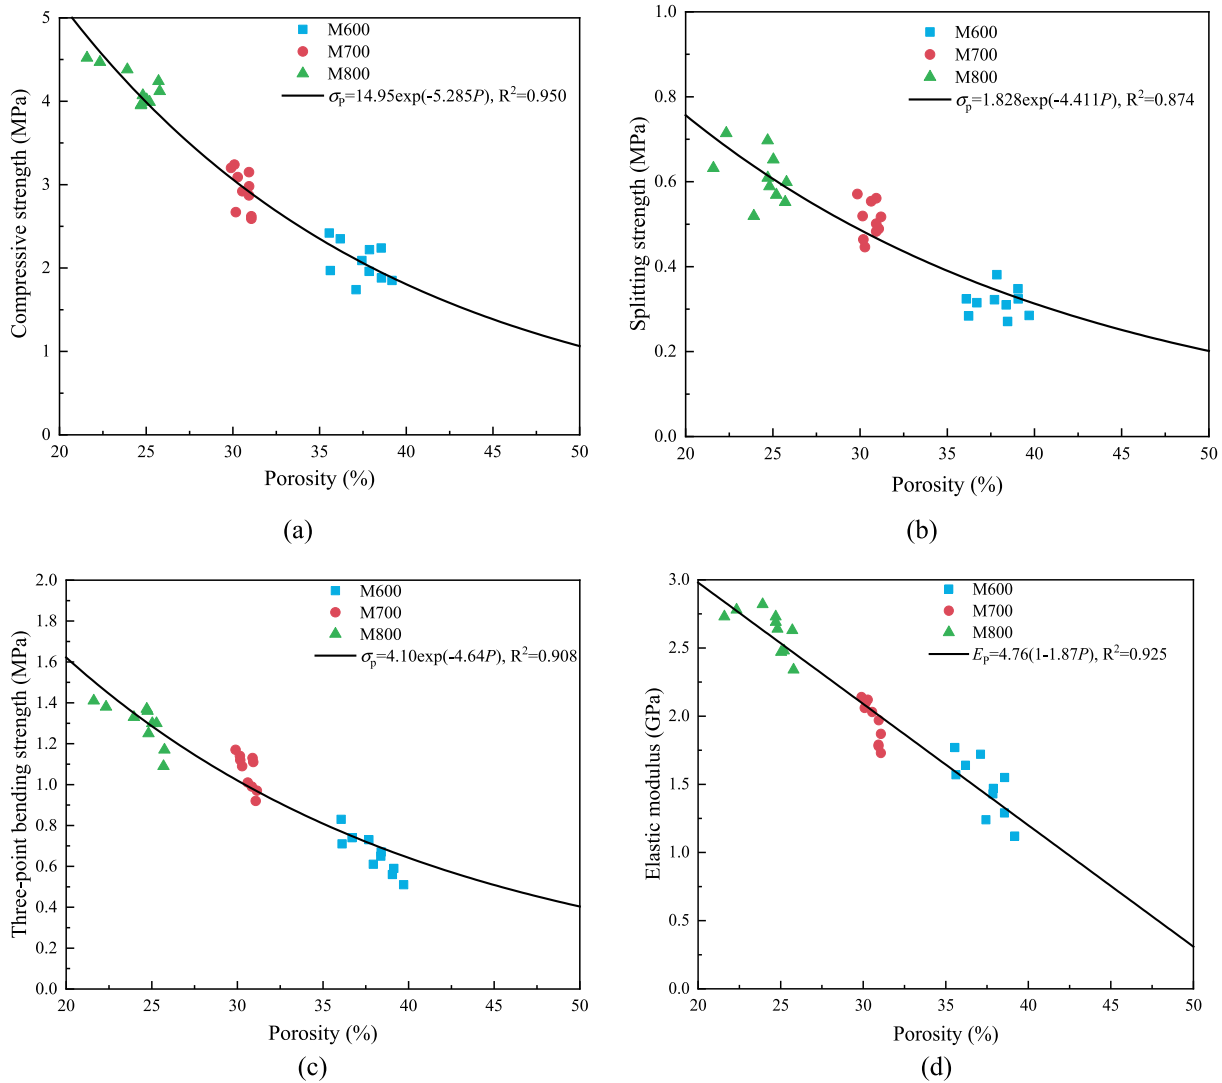 M600
M700
M800
σP=14.95exp(-5.285P), R²=0.950
Compressive strength (MPa)
5
4
3
2
1
0
20 25 30 35 40 45 50
Porosity (%)
(a)
M600
M700
M800
σp=1.828exp(-4.411P), R²=0.874
Splitting strength (MPa)
1.0
0.8
0.6
0.4
0.2
0.0
20 25 30 35 40 45 50
Porosity (%)
(b)
M600
M700
M800
σp=4.10exp(-4.64P), R²=0.908
Three-point bending strength (MPa)
2.0
1.8
1.6
1.4
1.2
1.0
0.8
0.6
0.4
0.2
0.0
20 25 30 35 40 45 50
Porosity (%)
(c)
M600
M700
M800
EP=4.76(1-1.87P), R²=0.925
Elastic modulus (GPa)
3.0
2.5
2.0
1.5
1.0
0.5
0.0
20 25 30 35 40 45 50
Porosity (%)
(d)